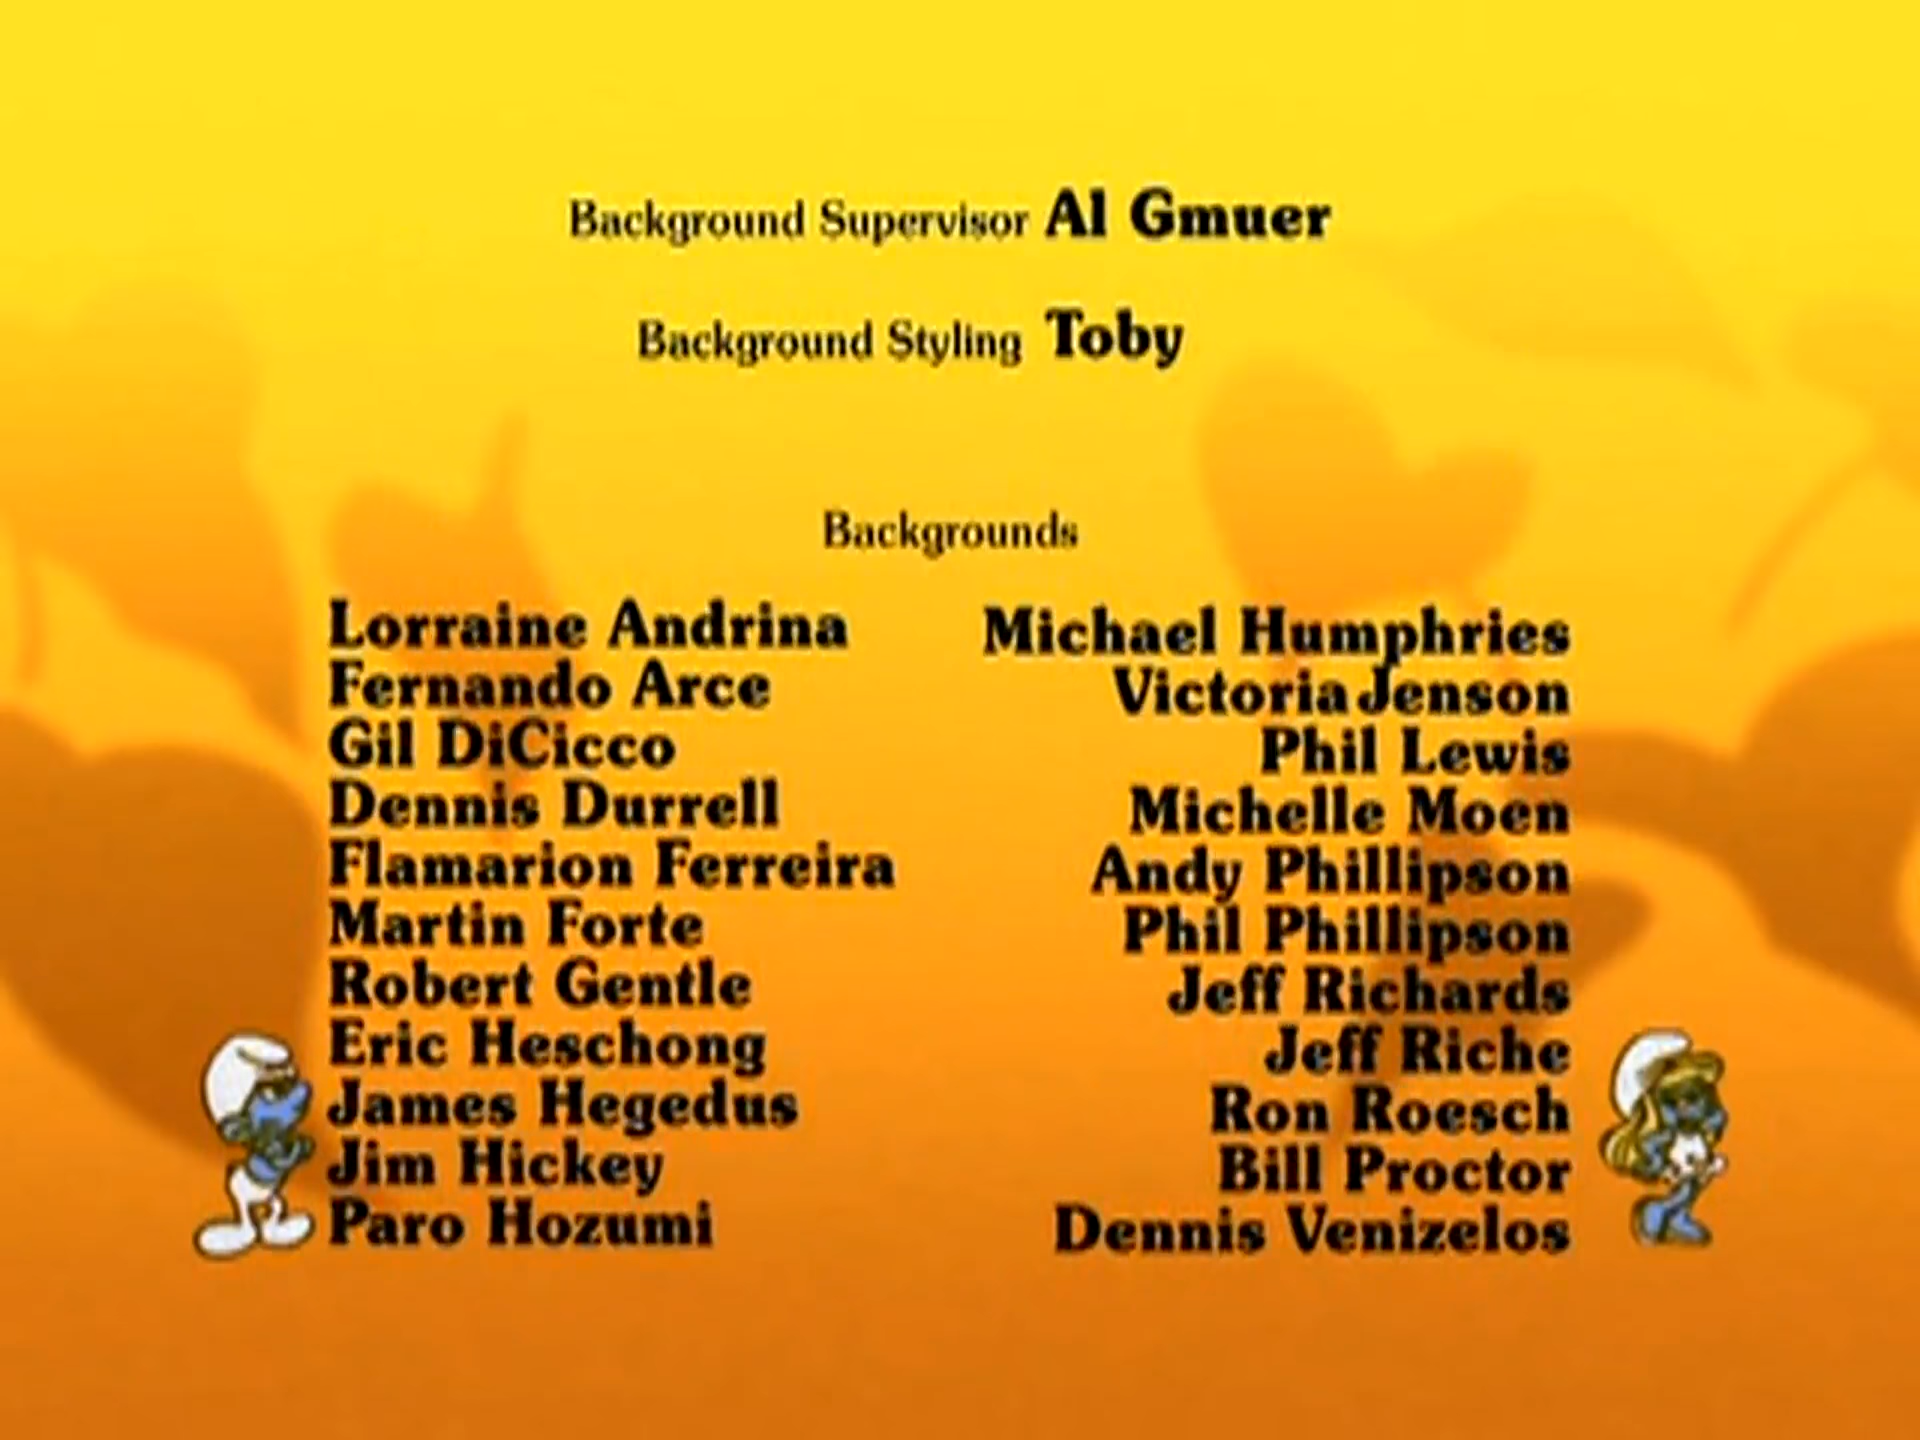 Background Supervisor Al Gmuer
Background Styling Toby
Backgrounds
Lorraine Andrina
Fernando Arce
Gil DiCicco
Dennis Durrell
Flamarion Ferreira
Martin Forte
Robert Gentle
Eric Heschong
James Hegedus
Jim Hickey
Paro Hozumi
Michael Humphries
Victoria Jenson
Phil Lewis
Michelle Moen
Andy Phillipson
Phil Phillipson
Jeff Richards
Jeff Riche
Ron Roesch
Bill Proctor
Dennis Venizelos